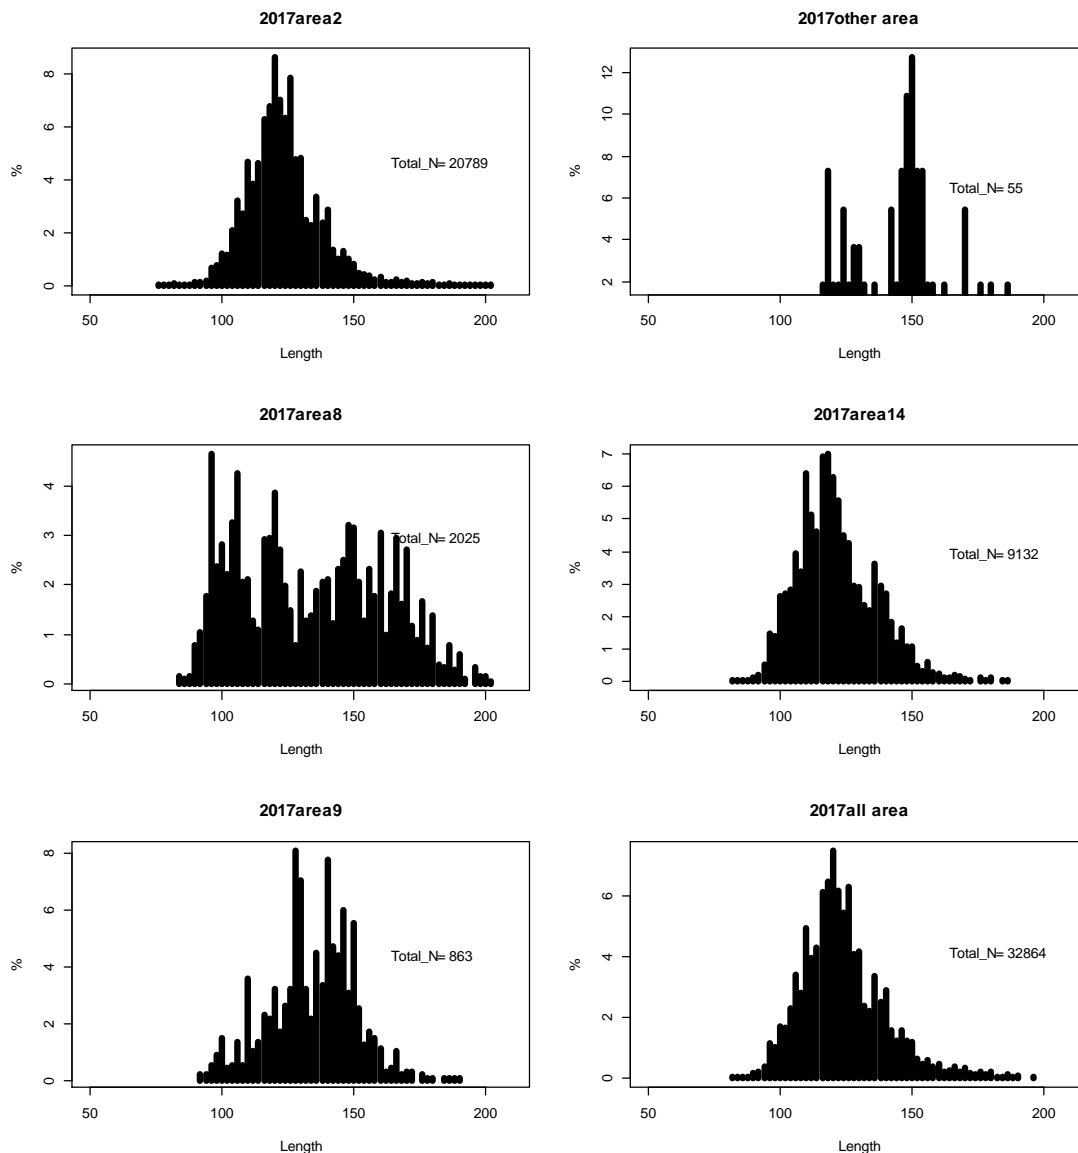 2017area2
%
8
6
4
2
0
Total_N= 20789
50 100 150 200
Length
2017other area
%
12
10
8
6
4
2
Total_N= 55
50 100 150 200
Length
2017area8
%
4
3
2
1
0
Total_N= 2025
50 100 150 200
Length
2017area14
%
7
6
5
4
3
2
1
0
Total_N= 9132
50 100 150 200
Length
2017area9
%
8
6
4
2
0
Total_N= 863
50 100 150 200
Length
2017all area
%
6
4
2
0
Total_N= 32864
50 100 150 200
Length